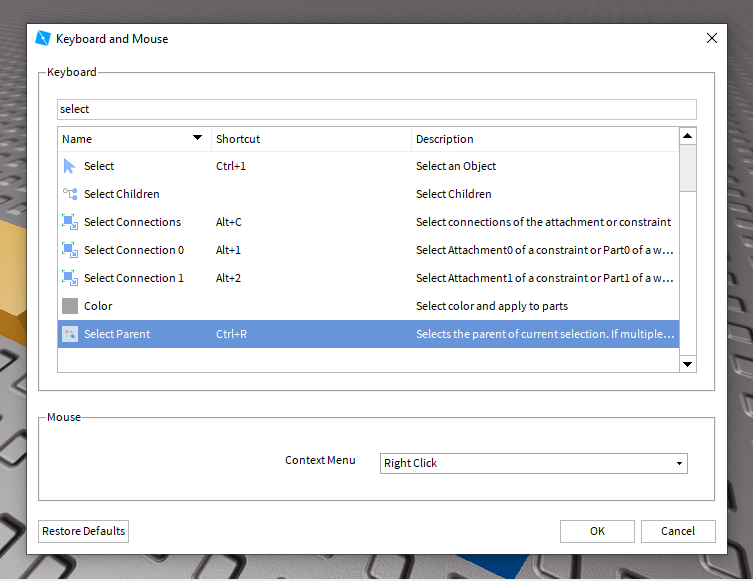 Keyboard and Mouse
Keyboard
select
Name Shortcut Description
Select Ctrl+1 Select an Object
Select Children Select Children
Select Connections Alt+C Select connections of the attachment or constraint
Select Connection 0 Alt+1 Select Attachment0 of a constraint or Part0 of a w...
Select Connection 1 Alt+2 Select Attachment1 of a constraint or Part1 of a w...
Color Select color and apply to parts
Select Parent Ctrl+R Selects the parent of current selection. If multiple...
Mouse
Context Menu Right Click
Restore Defaults OK Cancel